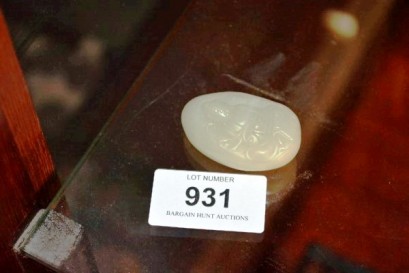 LOT NUMBER
931
BARGAIN HUNT AUCTIONS